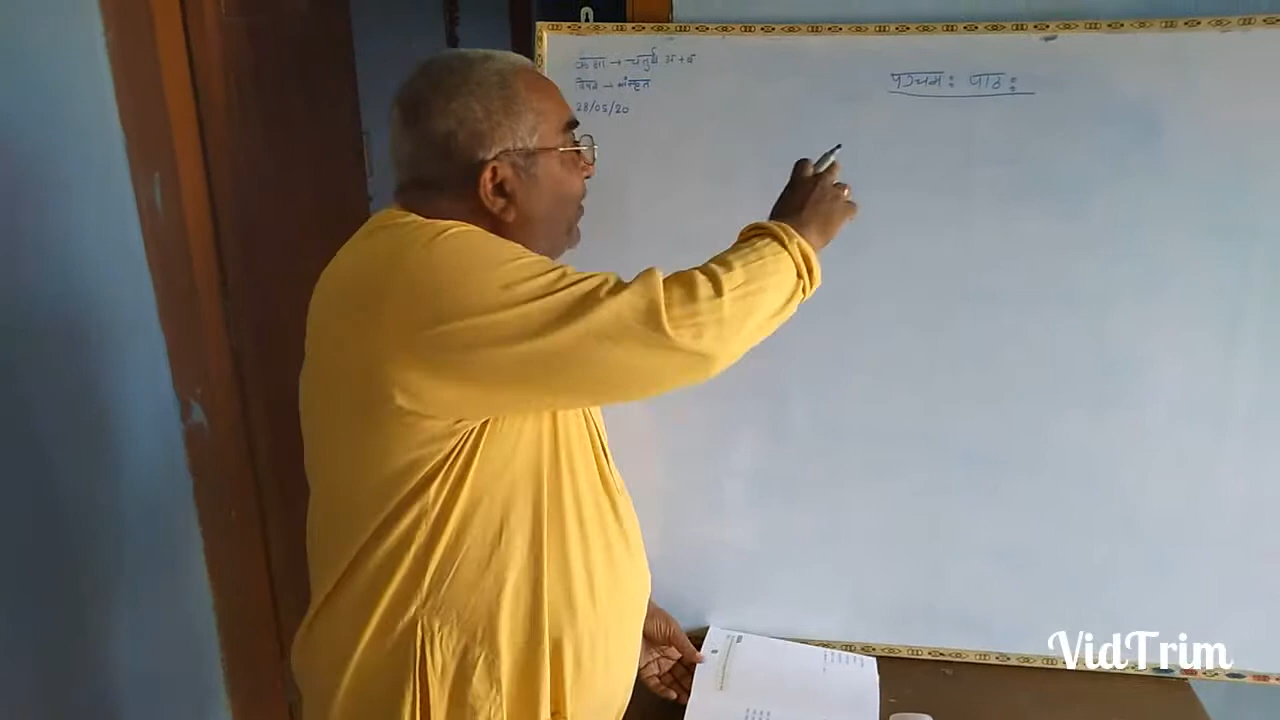 कक्षा → चतुर्थ अ+ब
विषय → संस्कृत
28/05/20
पञ्चम: पाठ:
VidTrim